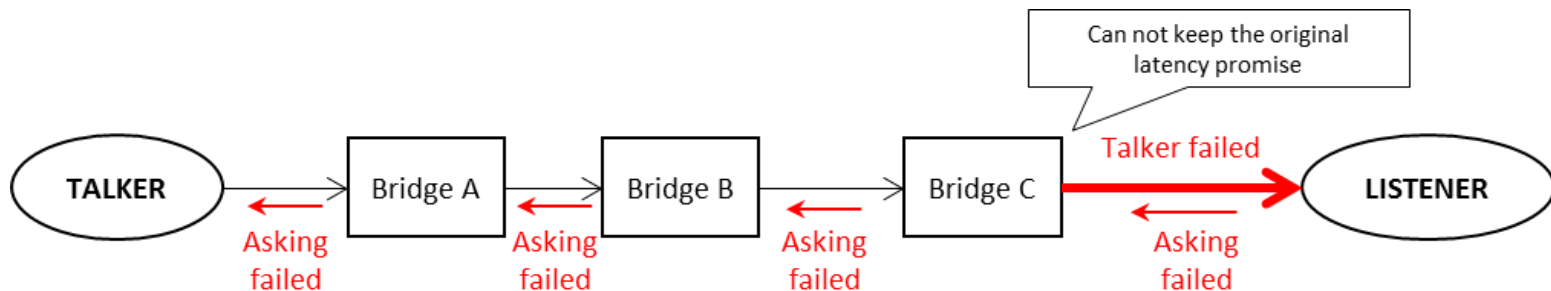 Can not keep the original
latency promise
Talker failed
TALKER
Bridge A
Bridge B
Bridge C
LISTENER
Asking
failed
Asking
failed
Asking
failed
Asking
failed